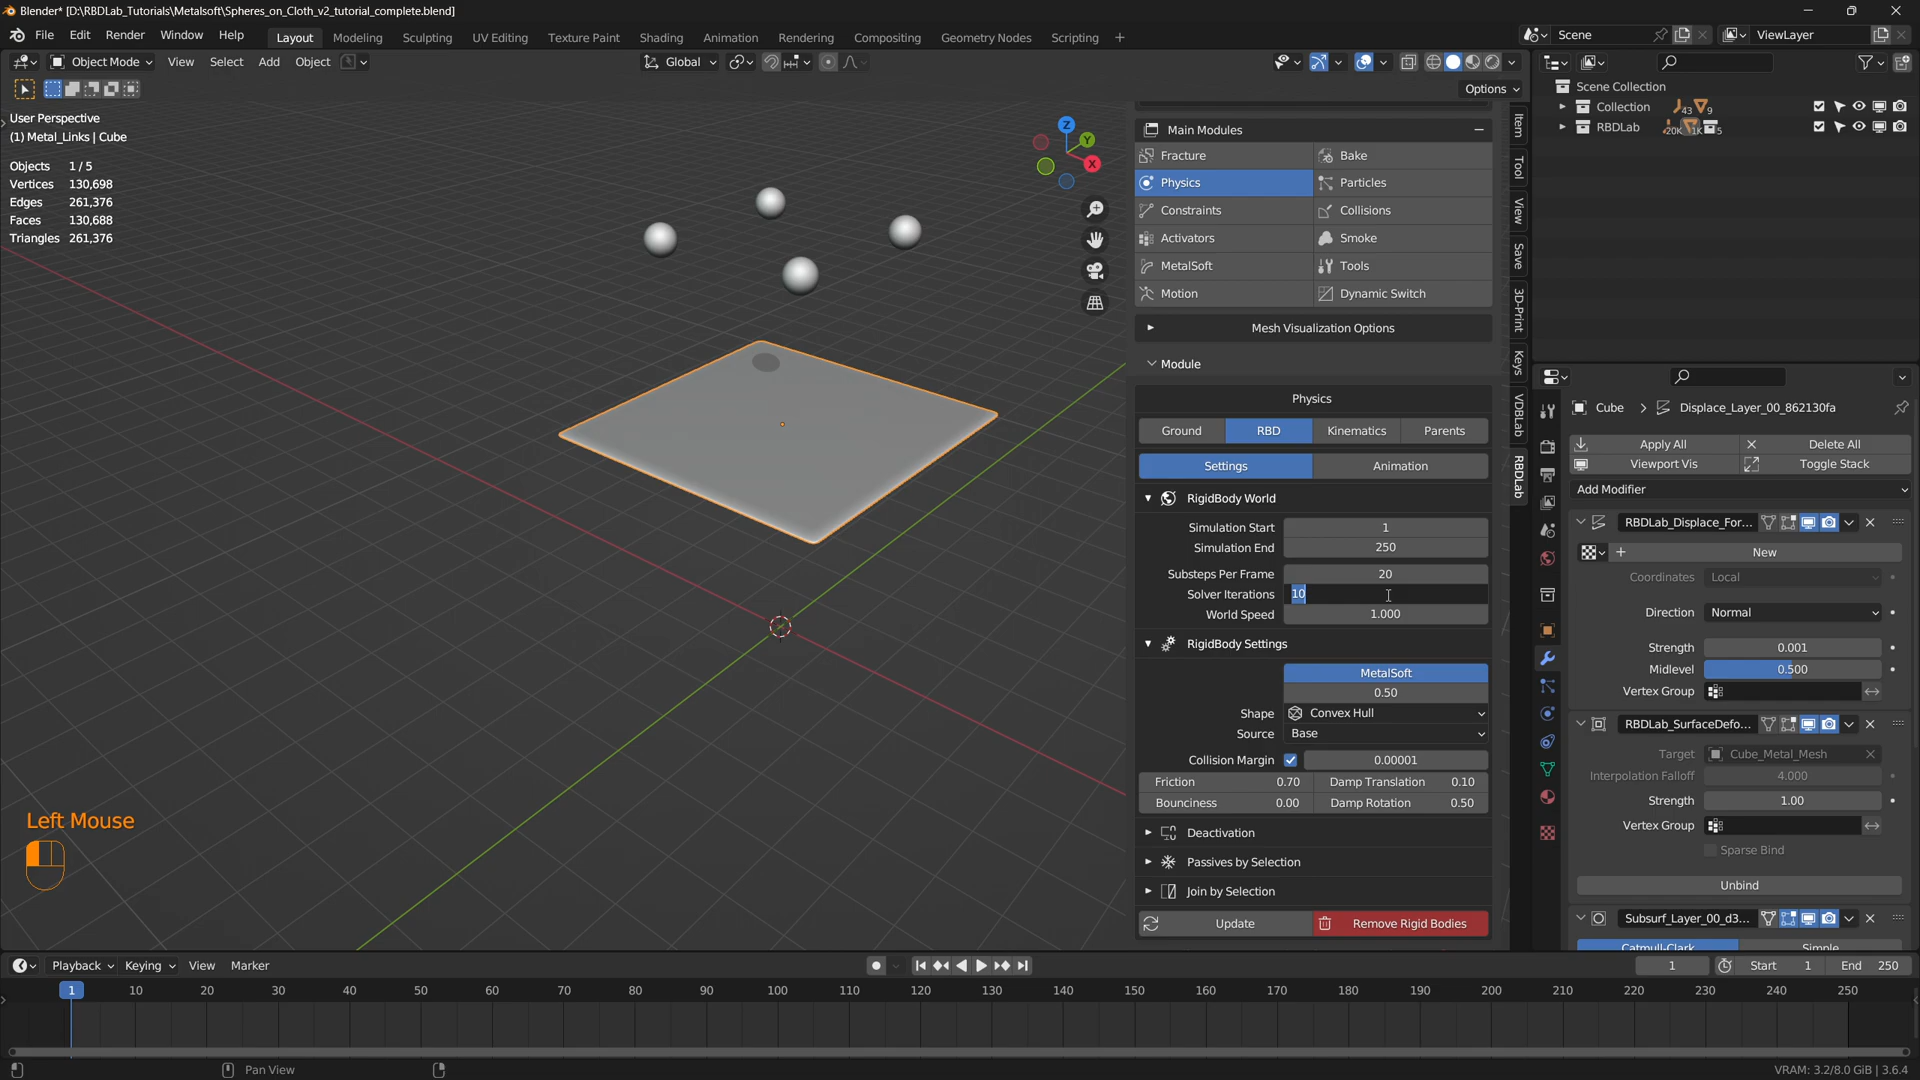 Blender* [D:\RBDLab_Tutorials\Metalsoft\Spheres_on_Cloth_v2_tutorial_complete.blend]
File Edit Render Window Help
Layout Modeling Sculpting UV Editing Texture Paint Shading Animation Rendering Compositing Geometry Nodes Scripting +
Scene
ViewLayer
Object Mode View Select Add Object
Global
Options
User Perspective
(1) Metal_Links | Cube
Objects 1/5
Vertices 130,698
Edges 261,376
Faces 130,688
Triangles 261,376
Z
Y
X
Main Modules
Fracture Bake
Physics Particles
Constraints Collisions
Activators Smoke
MetalSoft Tools
Motion Dynamic Switch
Mesh Visualization Options
Module
Physics
Ground RBD Kinematics Parents
Settings Animation
RigidBody World
Simulation Start 1
Simulation End 250
Substeps Per Frame 20
Solver Iterations 10
World Speed 1.000
RigidBody Settings
MetalSoft
0.50
Shape Convex Hull
Source Base
Collision Margin 0.00001
Friction 0.70 Damp Translation 0.10
Bounciness 0.00 Damp Rotation 0.50
Deactivation
Passives by Selection
Join by Selection
Update Remove Rigid Bodies
Item
Tool
View
Save
3D-Print
Keys
VDBLab
RBDLab
Scene Collection
Collection 43 9
RBDLab 20K 1K 5
Cube > Displace_Layer_00_862130fa
Apply All Delete All
Viewport Vis Toggle Stack
Add Modifier
RBDLab_Displace_For...
New
Coordinates Local
Direction Normal
Strength 0.001
Midlevel 0.500
Vertex Group
RBDLab_SurfaceDefo...
Target Cube_Metal_Mesh
Interpolation Falloff 4.000
Strength 1.00
Vertex Group
Sparse Bind
Unbind
Subsurf_Layer_00_d3...
Catmull-Clark Simple
Left Mouse
Playback Keying View Marker
1 Start 1 End 250
1 10 20 30 40 50 60 70 80 90 100 110 120 130 140 150 160 170 180 190 200 210 220 230 240 250
Pan View
VRAM: 3.2/8.0 GiB | 3.6.4